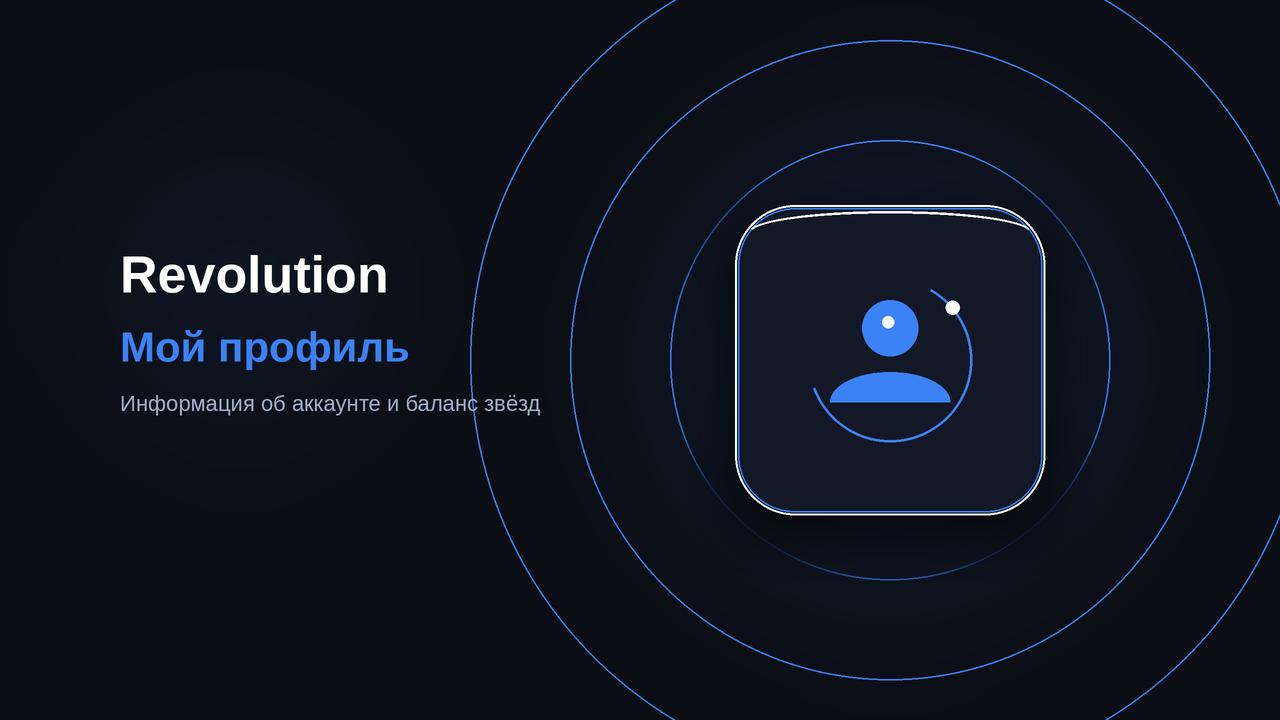 Revolution
Мой профиль
Информация об аккаунте и баланс звёзд